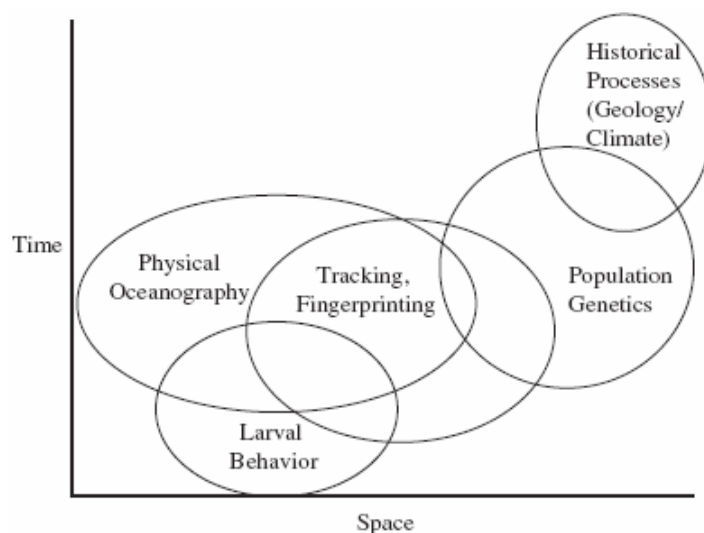 Historical
Processes
(Geology/
Climate)
Time
Physical
Oceanography
Tracking,
Fingerprinting
Population
Genetics
Larval
Behavior
Space